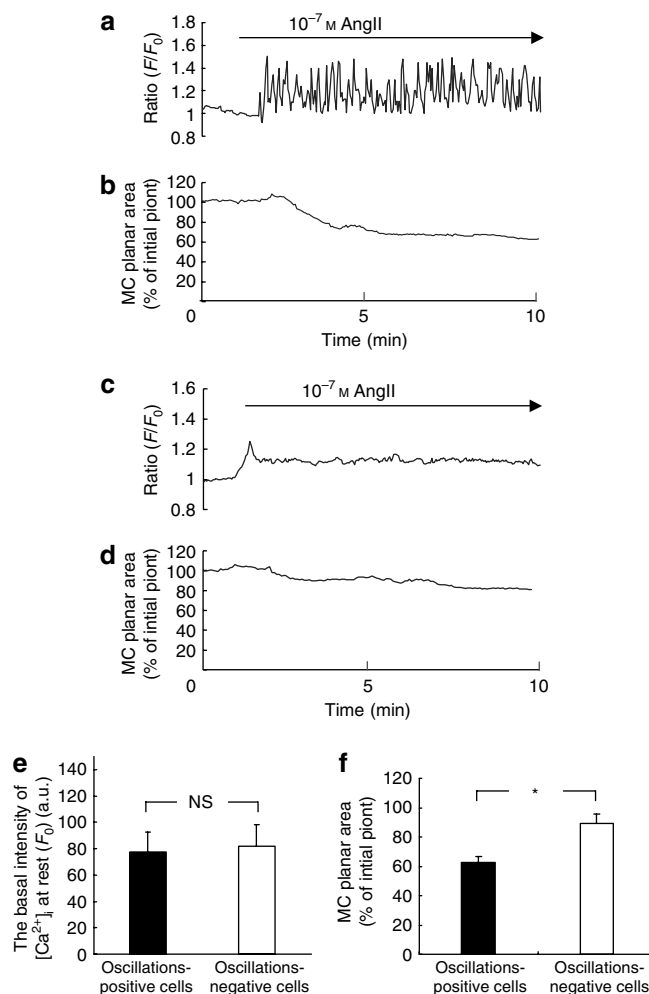 a
10⁻⁷ M AngII
Ratio (F/F₀)
1.8
1.6
1.4
1.2
1
0.8
b
MC planar area
(% of intial piont)
120
100
80
60
40
20
0
5
10
Time (min)
c
10⁻⁷ M AngII
Ratio (F/F₀)
1.6
1.4
1.2
1
0.8
d
MC planar area
(% of intial piont)
120
100
80
60
40
20
0
0
5
10
Time (min)
e
The basal intensity of
[Ca²⁺]ᵢ at rest (F₀) (a.u.)
140
120
100
80
60
40
20
0
NS
Oscillations-
positive cells
Oscillations-
negative cells
f
MC planar area
(% of intial piont)
120
100
80
60
40
20
0
*
Oscillations-
positive cells
Oscillations-
negative cells